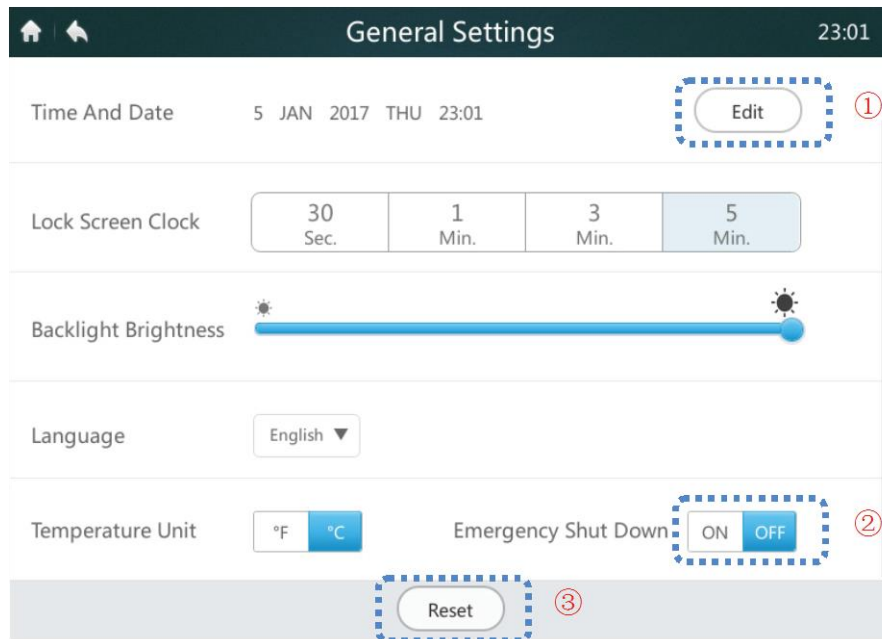 General Settings 23:01
Time And Date 5 JAN 2017 THU 23:01 Edit ①
Lock Screen Clock
30 Sec.
1 Min.
3 Min.
5 Min.
Backlight Brightness
Language English ▼
Temperature Unit °F °C Emergency Shut Down ON OFF ②
Reset ③